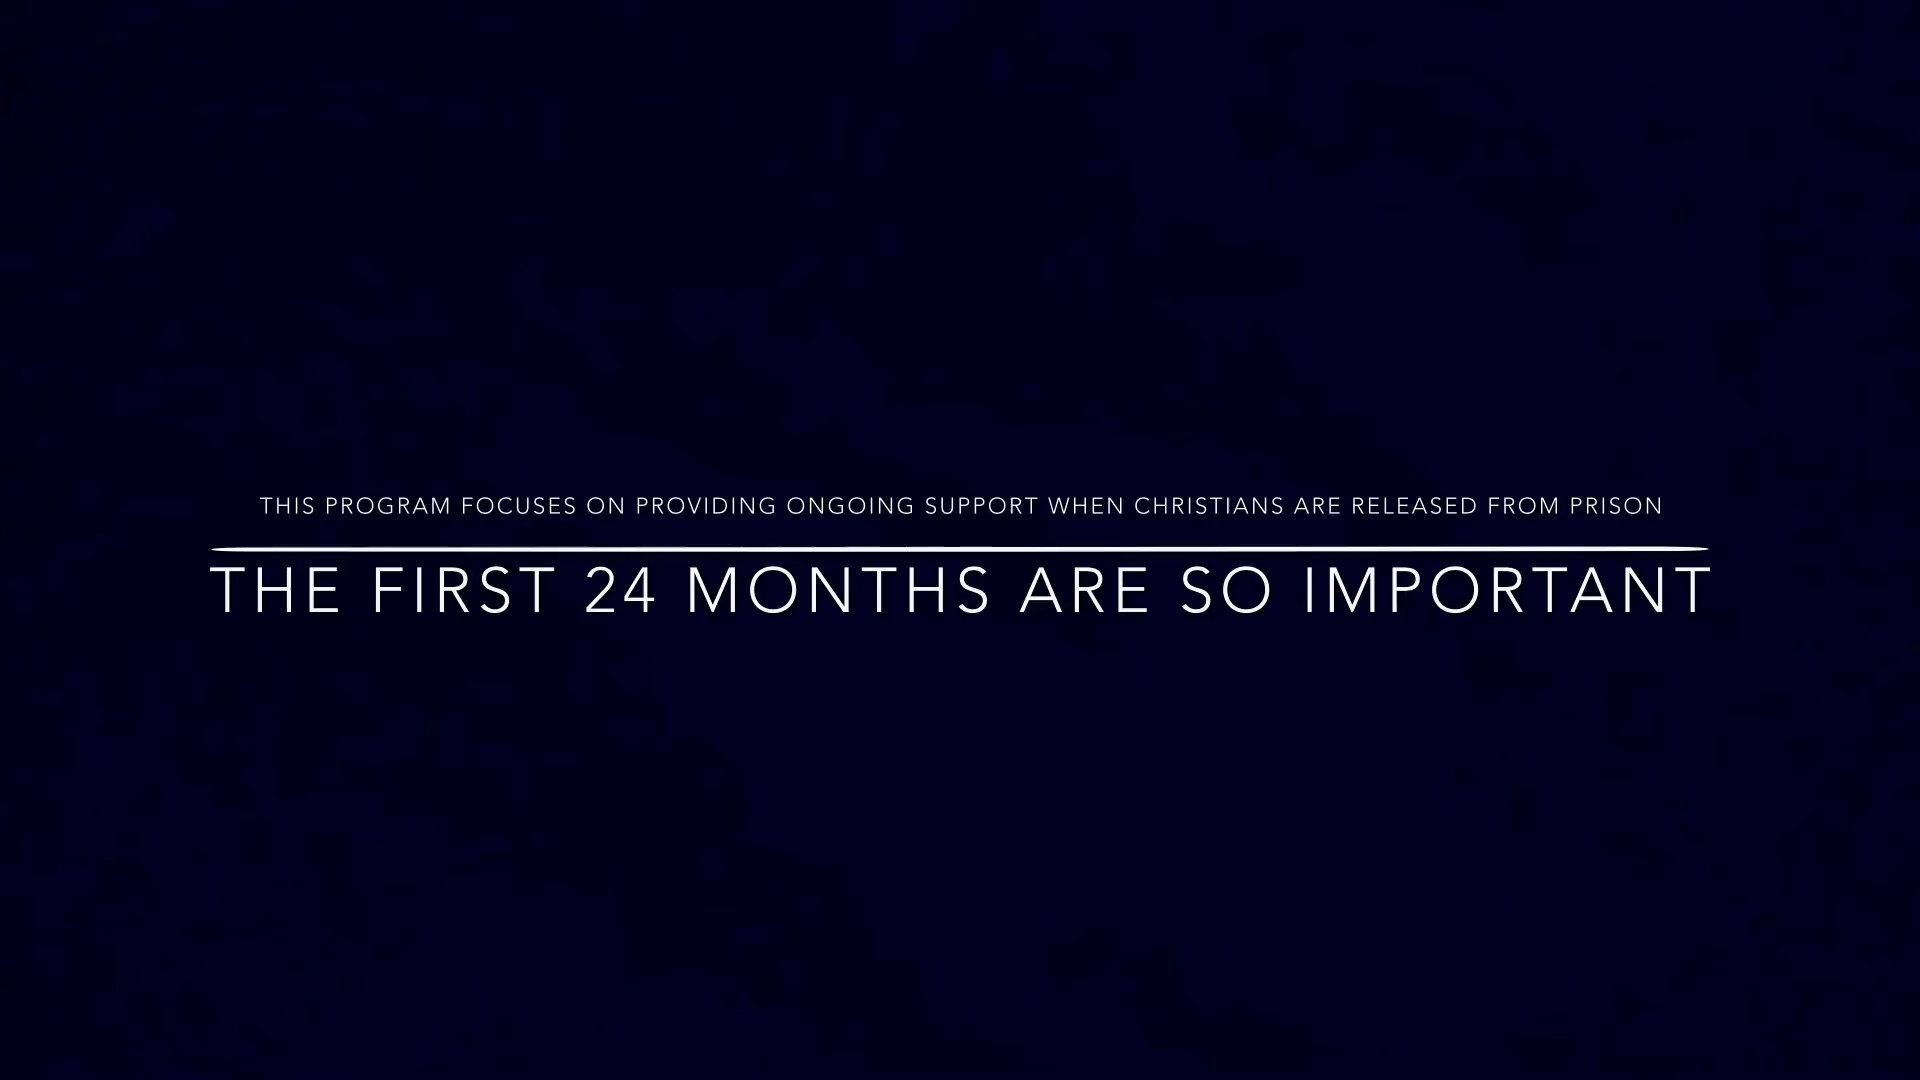 THIS PROGRAM FOCUSES ON PROVIDING ONGOING SUPPORT WHEN CHRISTIANS ARE RELEASED FROM PRISON
THE FIRST 24 MONTHS ARE SO IMPORTANT